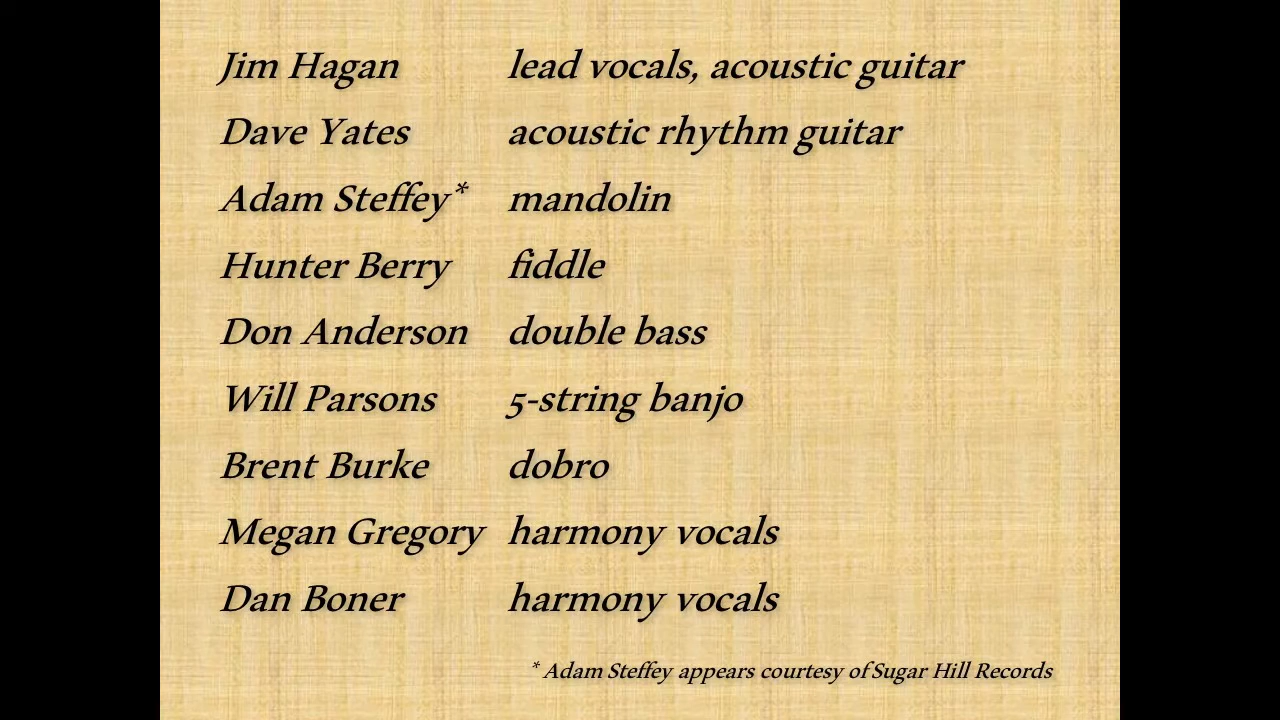 Jim Hagan lead vocals, acoustic guitar
Dave Yates acoustic rhythm guitar
Adam Steffey* mandolin
Hunter Berry fiddle
Don Anderson double bass
Will Parsons 5-string banjo
Brent Burke dobro
Megan Gregory harmony vocals
Dan Boner harmony vocals
* Adam Steffey appears courtesy of Sugar Hill Records